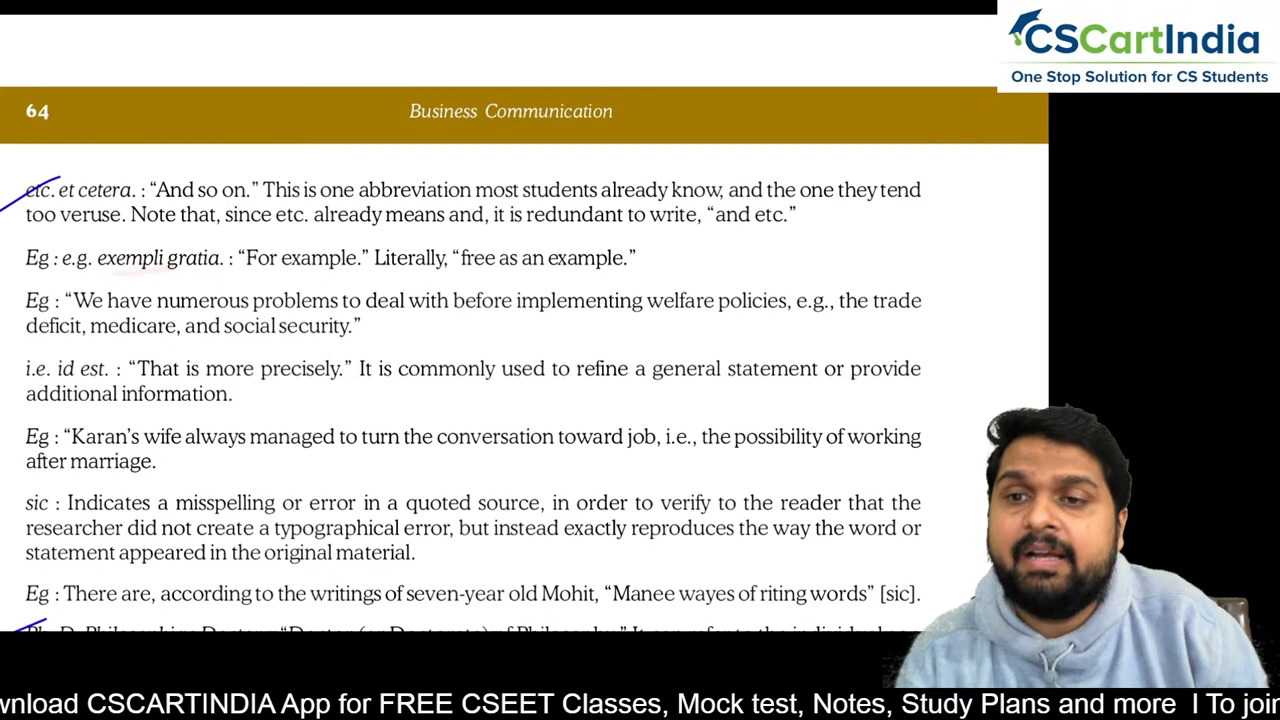 CSCartIndia
One Stop Solution for CS Students
64
Business Communication
etc. et cetera. : “And so on.” This is one abbreviation most students already know, and the one they tend
too veruse. Note that, since etc. already means and, it is redundant to write, “and etc.”
Eg : e.g. exempli gratia. : “For example.” Literally, “free as an example.”
Eg : “We have numerous problems to deal with before implementing welfare policies, e.g., the trade
deficit, medicare, and social security.”
i.e. id est. : “That is more precisely.” It is commonly used to refine a general statement or provide
additional information.
Eg : “Karan’s wife always managed to turn the conversation toward job, i.e., the possibility of working
after marriage.
sic : Indicates a misspelling or error in a quoted source, in order to verify to the reader that the
researcher did not create a typographical error, but instead exactly reproduces the way the word or
statement appeared in the original material.
Eg : There are, according to the writings of seven-year old Mohit, “Manee wayes of riting words” [sic].
wnload CSCARTINDIA App for FREE CSEET Classes, Mock test, Notes, Study Plans and more I To join